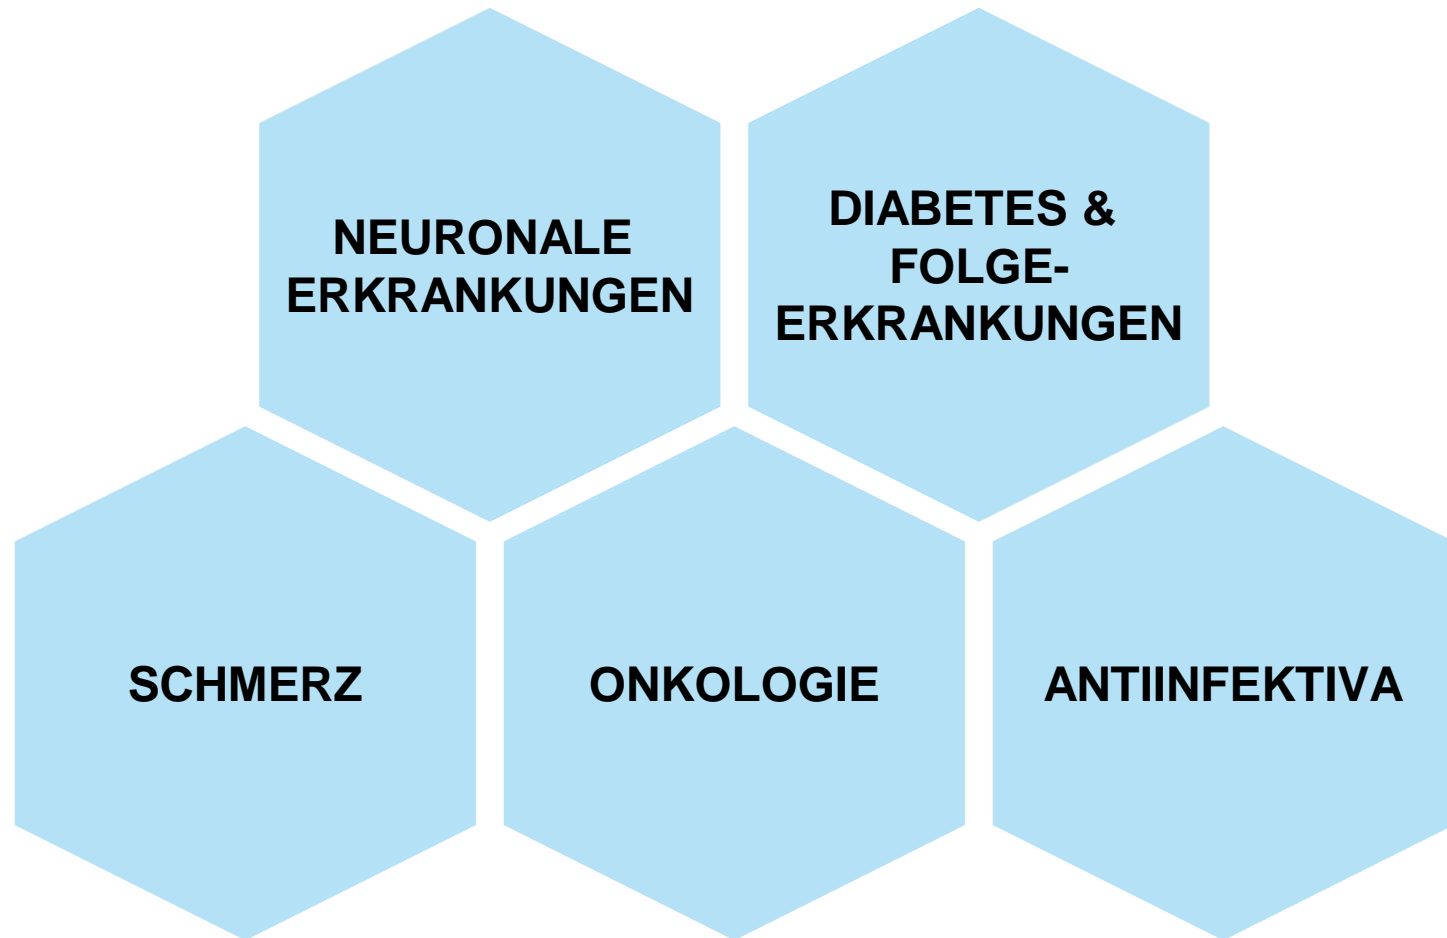 NEURONALE
ERKRANKUNGEN
DIABETES &
FOLGE-
ERKRANKUNGEN
SCHMERZ
ONKOLOGIE
ANTIINFEKTIVA